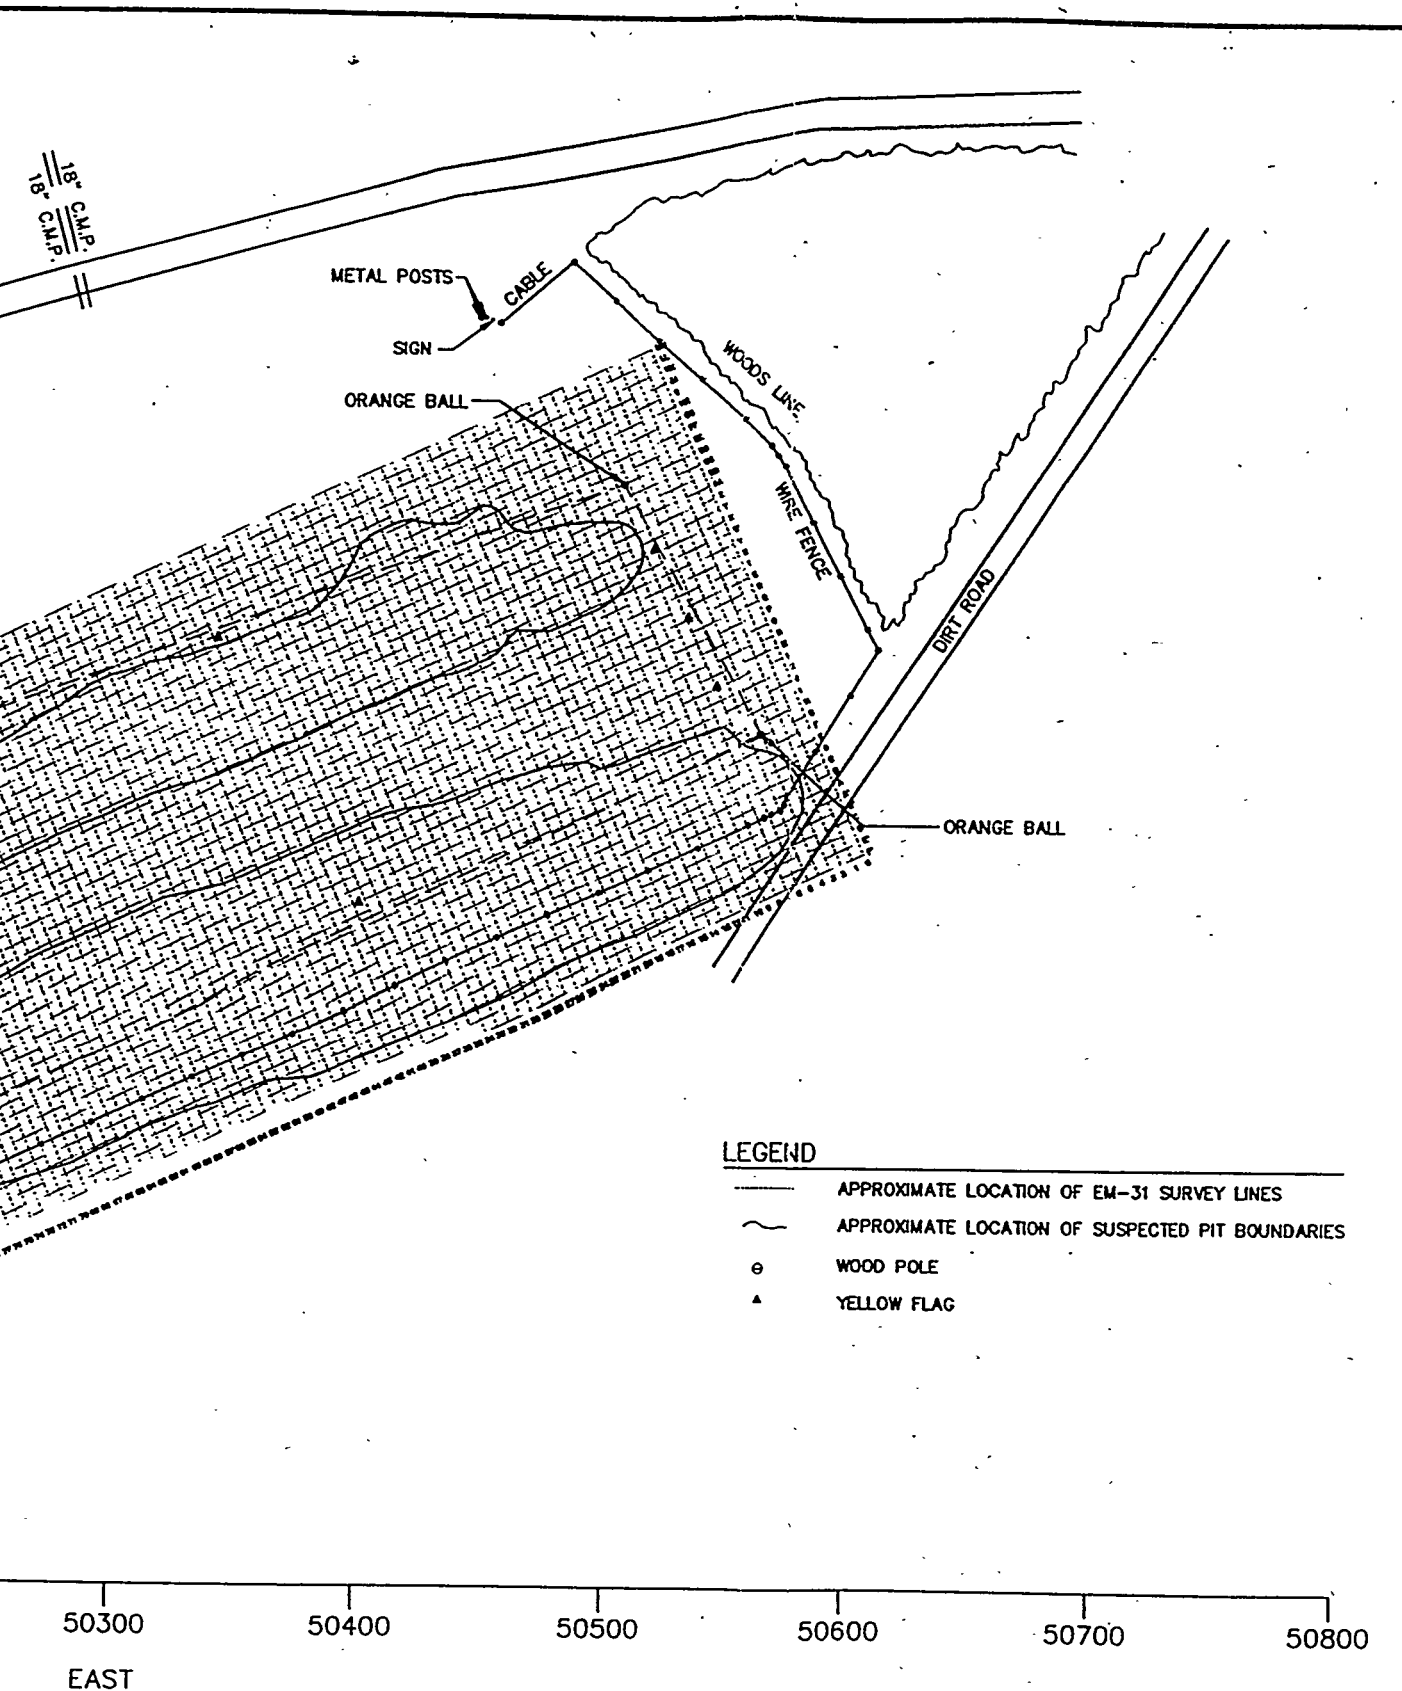 18" C.M.P.
18" C.M.P.
METAL POSTS
CABLE
SIGN
WOODS LINE
ORANGE BALL
WIRE FENCE
DIRT ROAD
ORANGE BALL
LEGEND
APPROXIMATE LOCATION OF EM-31 SURVEY LINES
APPROXIMATE LOCATION OF SUSPECTED PIT BOUNDARIES
WOOD POLE
YELLOW FLAG
50300 50400 50500 50600 50700 50800
EAST